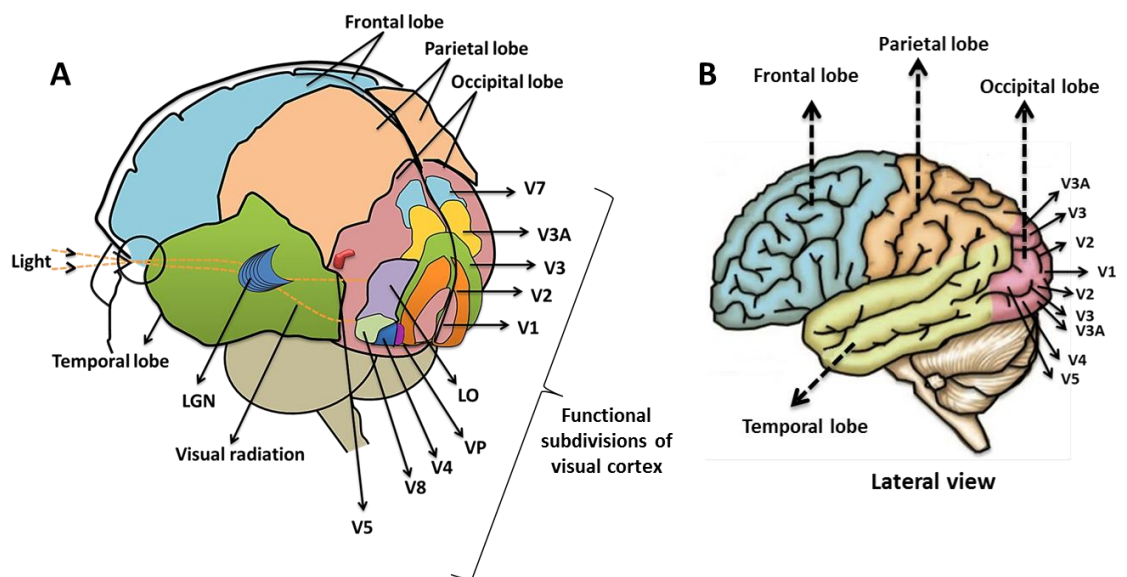 A
Frontal lobe
Parietal lobe
Occipital lobe
V7
V3A
V3
V2
V1
Light
Temporal lobe
LGN
Visual radiation
LO
VP
V4
V8
V5
Functional
subdivisions of
visual cortex
B
Parietal lobe
Frontal lobe
Occipital lobe
V3A
V3
V2
V1
V2
V3
V3A
V4
V5
Temporal lobe
Lateral view